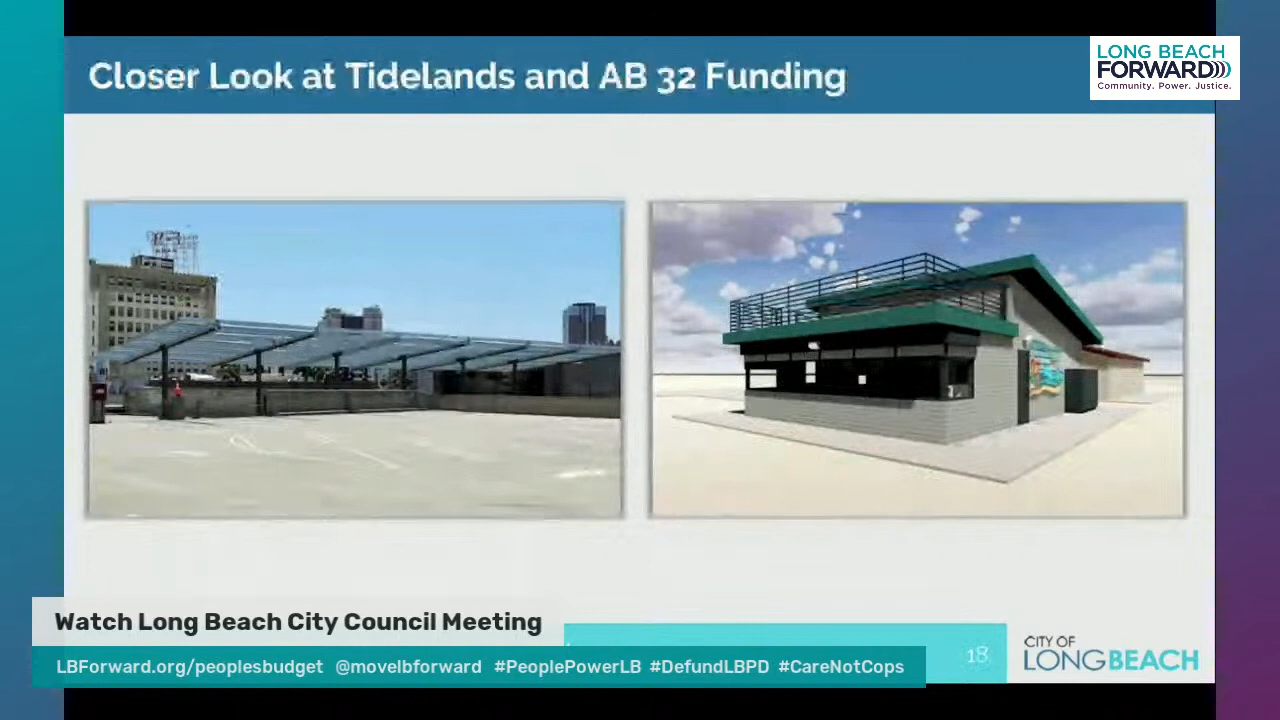 Closer Look at Tidelands and AB 32 Funding
LONG BEACH
FORWARD
Community. Power. Justice.
Watch Long Beach City Council Meeting
LBForward.org/peoplesbudget @movelbforward #PeoplePowerLB #DefundLBPD #CareNotCops
18
CITY OF
LONGBEACH